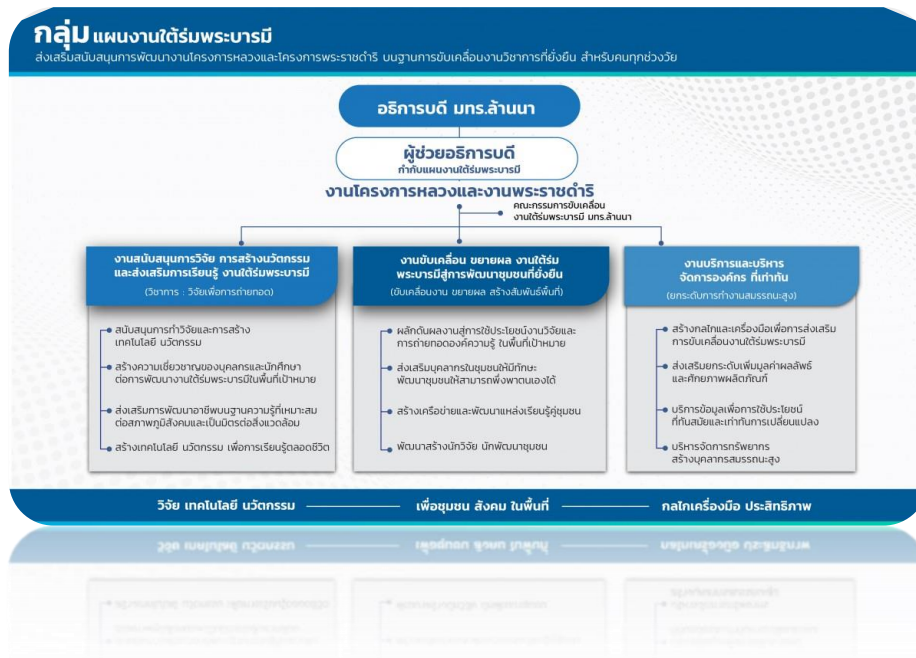 กลุ่ม แผนงานใต้ร่มพระบารมี
ส่งเสริมสนับสนุนการพัฒนางานโครงการหลวงและโครงการพระราชดำริ บนฐานการขับเคลื่อนงานวิชาการที่ยั่งยืน สำหรับคนทุกช่วงวัย
อธิการบดี มทร.ล้านนา
ผู้ช่วยอธิการบดี
กำกับแผนงานใต้ร่มพระบารมี
งานโครงการหลวงและงานพระราชดำริ
คณะกรรมการขับเคลื่อน
งานใต้ร่มพระบารมี มทร.ล้านนา
งานสนับสนุนการวิจัย การสร้างนวัตกรรม
และส่งเสริมการเรียนรู้ งานใต้ร่มพระบารมี
(วิชาการ : วิจัยเพื่อการถ่ายทอด)
สนับสนุนการทำวิจัยและการสร้าง
เทคโนโลยี นวัตกรรม
สร้างความเชี่ยวชาญของบุคลกรและนักศึกษา
ต่อการพัฒนางานใต้ร่มพระบารมีในพื้นที่เป้าหมาย
ส่งเสริมการพัฒนาอาชีพบนฐานความรู้ที่เหมาะสม
ต่อสภาพภูมิสังคมและเป็นมิตรต่อสิ่งแวดล้อม
สร้างเทคโนโลยี นวัตกรรม เพื่อการเรียนรู้ตลอดชีวิต
งานขับเคลื่อน ขยายผล งานใต้ร่ม
พระบารมีสู่การพัฒนาชุมชนที่ยั่งยืน
(ขับเคลื่อนงาน ขยายผล สร้างสัมพันธ์พื้นที่)
ผลักดันผลงานสู่การใช้ประโยชน์งานวิจัยและ
การถ่ายทอดองค์ความรู้ ในพื้นที่เป้าหมาย
ส่งเสริมบุคลากรในชุมชนให้มีทักษะ
พัฒนาชุมชนให้สามารถพึ่งพาตนเองได้
สร้างเครือข่ายและพัฒนาแหล่งเรียนรู้คู่ชุมชน
พัฒนาสร้างนักวิจัย นักพัฒนาชุมชน
งานบริการและบริหาร
จัดการองค์กร ที่เท่าทัน
(ยกระดับการทำงานสมรรถนะสูง)
สร้างกลไกและเครื่องมือเพื่อการส่งเสริม
การขับเคลื่อนงานใต้ร่มพระบารมี
ส่งเสริมยกระดับเพิ่มมูลค่าผลลัพธ์
และศักยภาพผลิตภัณฑ์
บริการข้อมูลเพื่อการใช้ประโยชน์
ที่ทันสมัยและเท่าทันการเปลี่ยนแปลง
บริหารจัดการทรัพยากร
สร้างบุคลากรสมรรถนะสูง
วิจัย เทคโนโลยี นวัตกรรม
เพื่อชุมชน สังคม ในพื้นที่
กลไกเครื่องมือ ประสิทธิภาพ